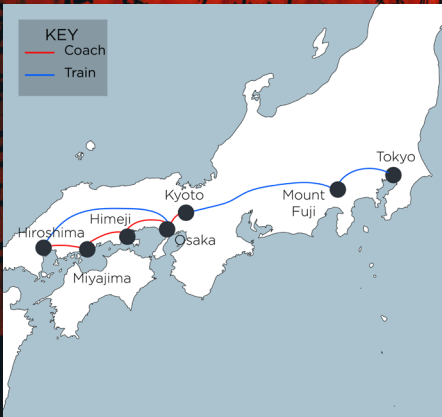 KEY
Coach
Train
Tokyo
Kyoto
Mount
Fuji
Himeji
Hiroshima
Osaka
Miyajima